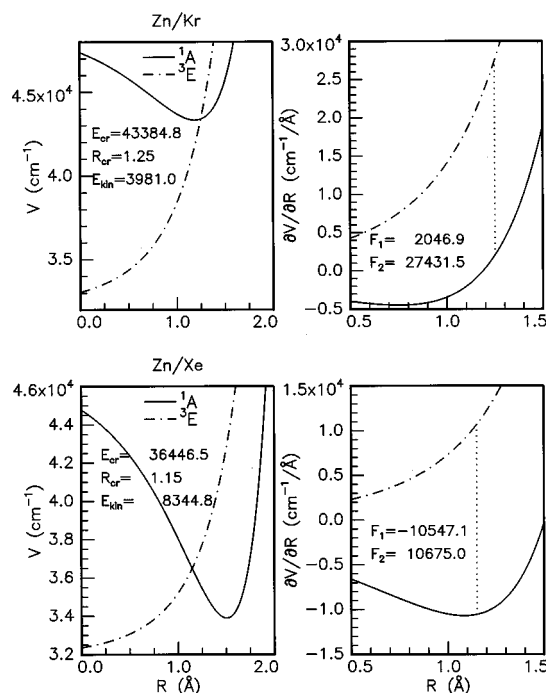 Zn/Kr
4.5x10⁴
4.0
3.5
V (cm⁻¹)
0.0
1.0
2.0
¹A
³E
E_cr=43384.8
R_cr=1.25
E_kin=3981.0
3.0x10⁴
2.5
2.0
1.5
1.0
0.5
0.0
−0.5
∂V/∂R (cm⁻¹/Å)
0.5
1.0
1.5
F₁= 2046.9
F₂= 27431.5
Zn/Xe
4.6x10⁴
4.4
4.2
4.0
3.8
3.6
3.4
3.2
V (cm⁻¹)
0.0
1.0
2.0
R (Å)
¹A
³E
E_cr= 36446.5
R_cr= 1.15
E_kin= 8344.8
1.5x10⁴
1.0
0.5
0.0
−0.5
−1.0
−1.5
∂V/∂R (cm⁻¹/Å)
0.5
1.0
1.5
R (Å)
F₁=−10547.1
F₂= 10675.0